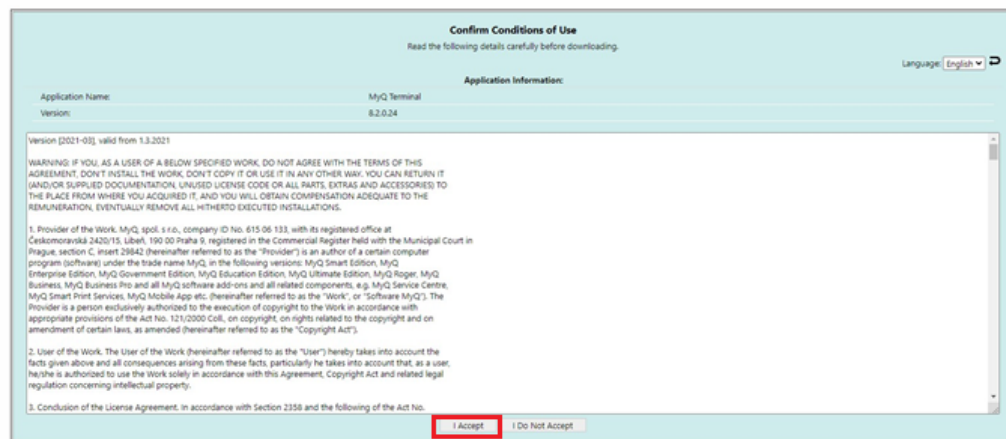 Confirm Conditions of Use
Read the following details carefully before downloading.
Language: English
Application Information:
Application Name: MyQ Terminal
Version: 8.2.0.24
Version [2021-03], valid from 1.3.2021
WARNING: IF YOU, AS A USER OF A BELOW SPECIFIED WORK, DO NOT AGREE WITH THE TERMS OF THIS
AGREEMENT, DON'T INSTALL THE WORK, DON'T COPY IT OR USE IT IN ANY OTHER WAY. YOU CAN RETURN IT
(AND/OR SUPPLIED DOCUMENTATION, UNUSED LICENSE CODE OR ALL PARTS, EXTRAS AND ACCESSORIES) TO
THE PLACE FROM WHERE YOU ACQUIRED IT, AND YOU WILL OBTAIN COMPENSATION ADEQUATE TO THE
REMUNERATION, EVENTUALLY REMOVE ALL HITHERTO EXECUTED INSTALLATIONS.
1. Provider of the Work. MyQ, spol. s r.o., company ID No. 615 06 133, with its registered office at
Českomoravská 2420/15, Libeň, 190 00 Praha 9, registered in the Commercial Register held with the Municipal Court in
Prague, section C, insert 29842 (hereinafter referred to as the "Provider") is an author of a certain computer
program (software) under the trade name MyQ, in the following versions: MyQ Smart Edition, MyQ
Enterprise Edition, MyQ Government Edition, MyQ Education Edition, MyQ Ultimate Edition, MyQ Roger, MyQ
Business, MyQ Business Pro and all MyQ software add-ons and all related components, e.g. MyQ Service Centre,
MyQ Smart Print Services, MyQ Mobile App etc. (hereinafter referred to as the "Work", or "Software MyQ"). The
Provider is a person exclusively authorized to the execution of copyright to the Work in accordance with
appropriate provisions of the Act No. 121/2000 Coll., on copyright, on rights related to the copyright and on
amendment of certain laws, as amended (hereinafter referred to as the "Copyright Act").
2. User of the Work. The User of the Work (hereinafter referred to as the "User") hereby takes into account the
facts given above and all consequences arising from these facts, particularly he takes into account that, as a user,
he/she is authorized to use the Work solely in accordance with this Agreement, Copyright Act and related legal
regulation concerning intellectual property.
3. Conclusion of the License Agreement. In accordance with Section 2358 and the following of the Act No.
I Accept I Do Not Accept